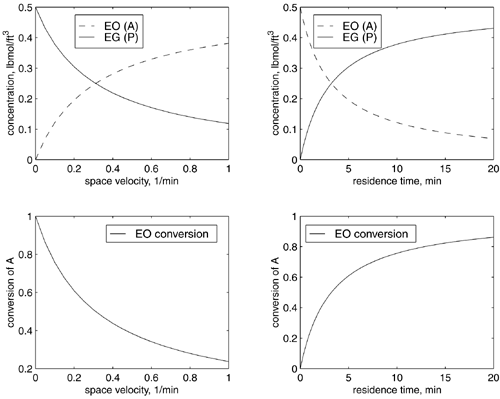 0.5
0.4
0.3
0.2
0.1
0
concentration, lbmol/ft3
EO (A)
EG (P)
0 0.2 0.4 0.6 0.8 1
space velocity, 1/min
0.5
0.4
0.3
0.2
0.1
0
concentration, lbmol/ft3
EO (A)
EG (P)
0 5 10 15 20
residence time, min
1
0.8
0.6
0.4
0.2
conversion of A
EO conversion
0 0.2 0.4 0.6 0.8 1
space velocity, 1/min
1
0.8
0.6
0.4
0.2
0
conversion of A
EO conversion
0 5 10 15 20
residence time, min